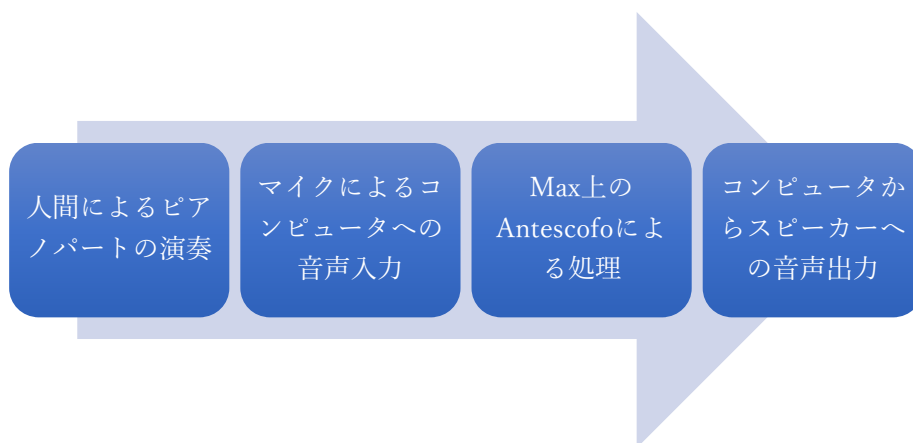 人間によるピア
ノパートの演奏
マイクによるコ
ンピュータへの
音声入力
Max上の
Antescofoによ
る処理
コンピュータか
らスピーカーへ
の音声出力